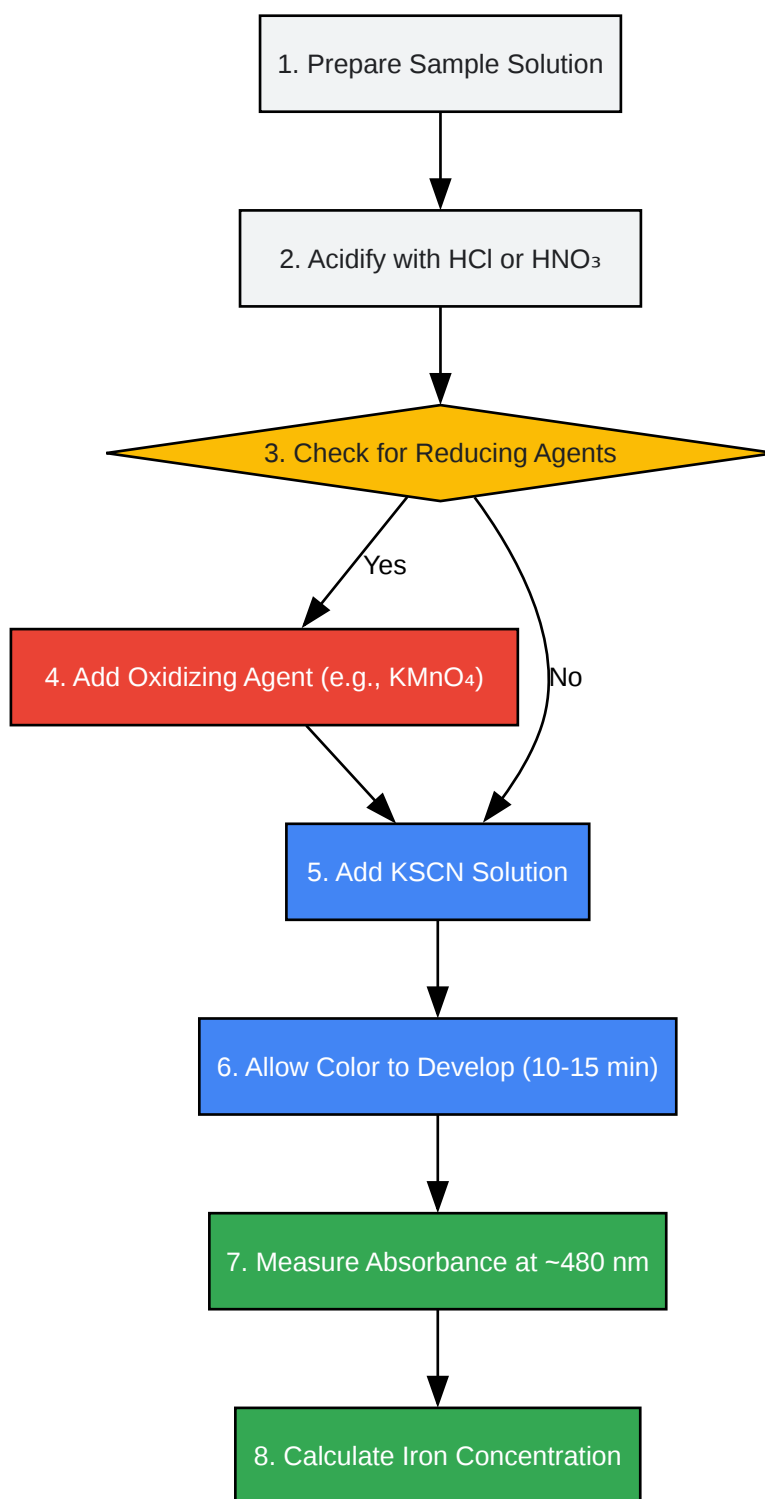 1. Prepare Sample Solution
2. Acidify with HCl or HNO₃
3. Check for Reducing Agents
Yes
4. Add Oxidizing Agent (e.g., KMnO₄)
No
5. Add KSCN Solution
6. Allow Color to Develop (10-15 min)
7. Measure Absorbance at ~480 nm
8. Calculate Iron Concentration